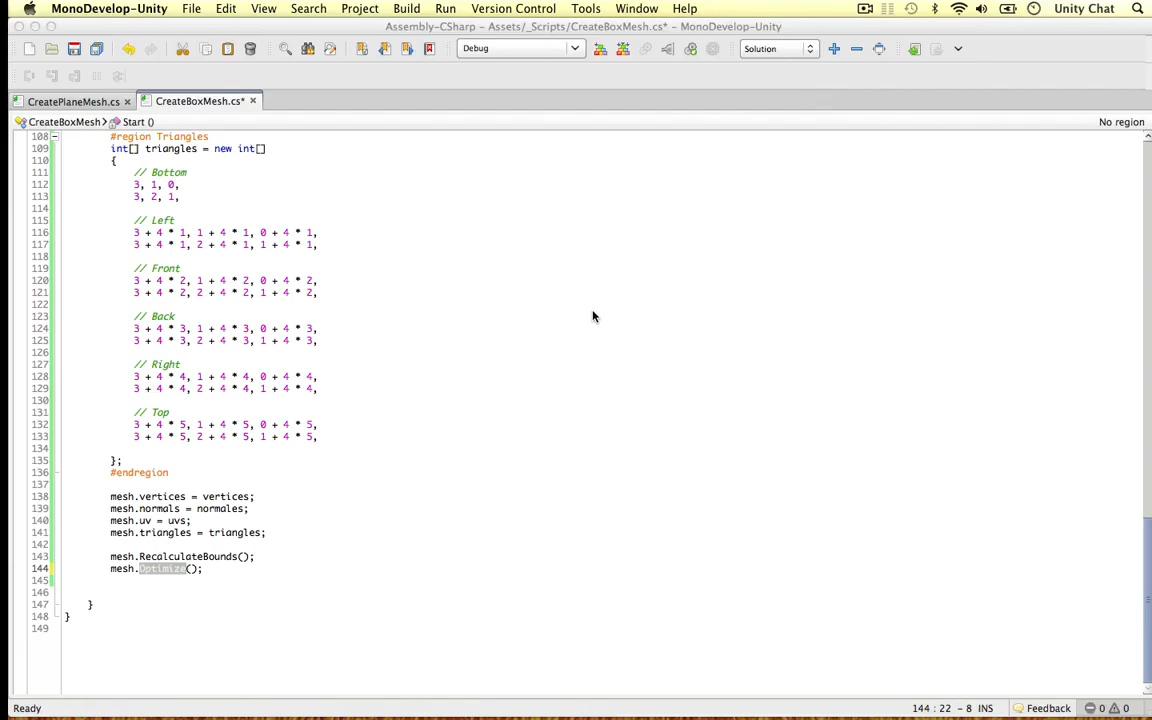 MonoDevelop-Unity File Edit View Search Project Build Run Version Control Tools Window Help Unity Chat
Assembly-CSharp – Assets/_Scripts/CreateBoxMesh.cs* – MonoDevelop-Unity
Debug Solution
CreatePlaneMesh.cs × CreateBoxMesh.cs* ×
CreateBoxMesh Start () No region
108 #region Triangles
109 int[] triangles = new int[]
110 {
111 // Bottom
112 3, 1, 0,
113 3, 2, 1,
114
115 // Left
116 3 + 4 * 1, 1 + 4 * 1, 0 + 4 * 1,
117 3 + 4 * 1, 2 + 4 * 1, 1 + 4 * 1,
118
119 // Front
120 3 + 4 * 2, 1 + 4 * 2, 0 + 4 * 2,
121 3 + 4 * 2, 2 + 4 * 2, 1 + 4 * 2,
122
123 // Back
124 3 + 4 * 3, 1 + 4 * 3, 0 + 4 * 3,
125 3 + 4 * 3, 2 + 4 * 3, 1 + 4 * 3,
126
127 // Right
128 3 + 4 * 4, 1 + 4 * 4, 0 + 4 * 4,
129 3 + 4 * 4, 2 + 4 * 4, 1 + 4 * 4,
130
131 // Top
132 3 + 4 * 5, 1 + 4 * 5, 0 + 4 * 5,
133 3 + 4 * 5, 2 + 4 * 5, 1 + 4 * 5,
134
135 };
136 #endregion
137
138 mesh.vertices = vertices;
139 mesh.normals = normales;
140 mesh.uv = uvs;
141 mesh.triangles = triangles;
142
143 mesh.RecalculateBounds();
144 mesh.Optimize();
145
146
147 }
148 }
149
Ready 144 : 22 - 8 INS Feedback 0 0